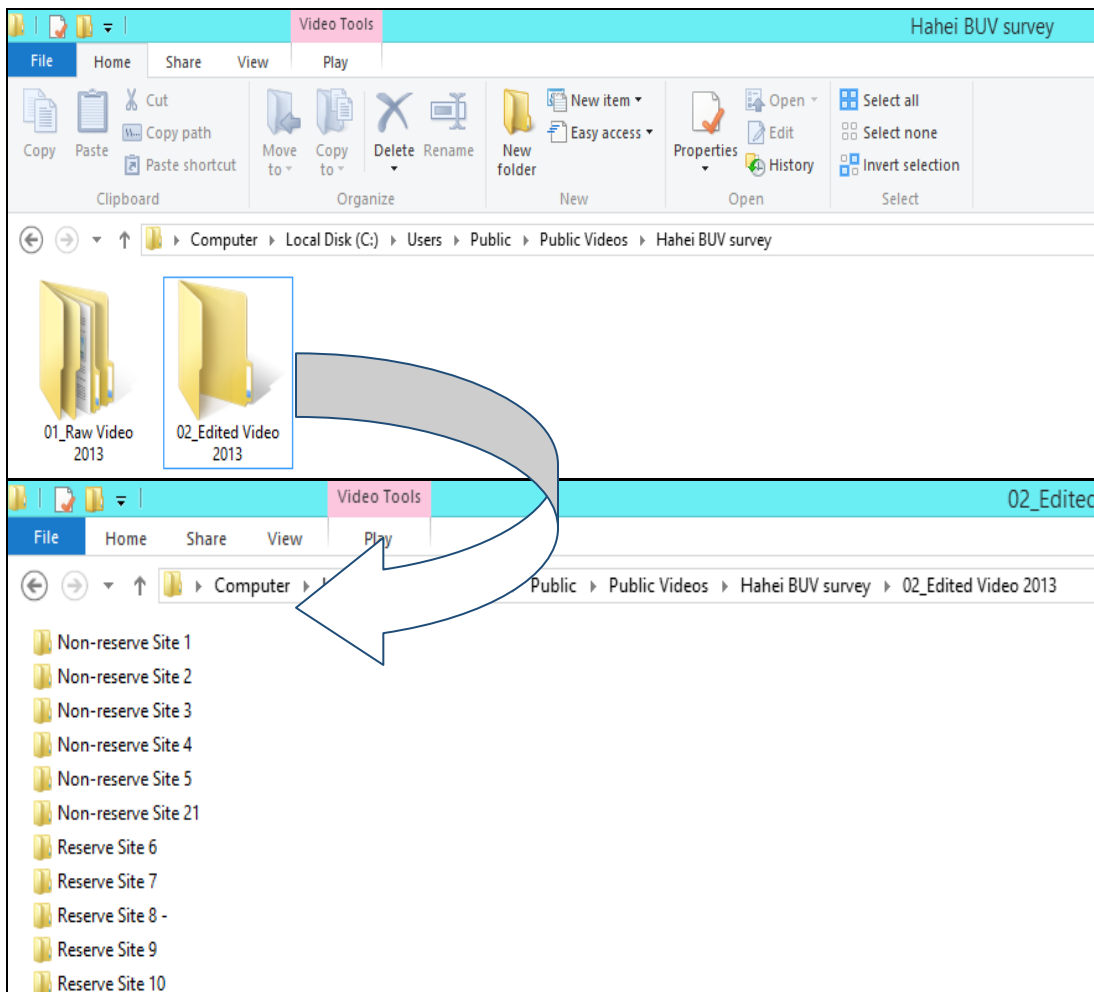 Video Tools
Hahei BUV survey
File Home Share View Play
Copy
Paste
Cut
Copy path
Paste shortcut
Clipboard
Move to
Copy to
Delete
Rename
Organize
New folder
New item
Easy access
New
Properties
Open
Edit
History
Open
Select all
Select none
Invert selection
Select
Computer Local Disk (C:) Users Public Public Videos Hahei BUV survey
01_Raw Video
2013
02_Edited Video
2013
Video Tools
02_Edited
File Home Share View Play
Computer Public Public Videos Hahei BUV survey 02_Edited Video 2013
Non-reserve Site 1
Non-reserve Site 2
Non-reserve Site 3
Non-reserve Site 4
Non-reserve Site 5
Non-reserve Site 21
Reserve Site 6
Reserve Site 7
Reserve Site 8 -
Reserve Site 9
Reserve Site 10